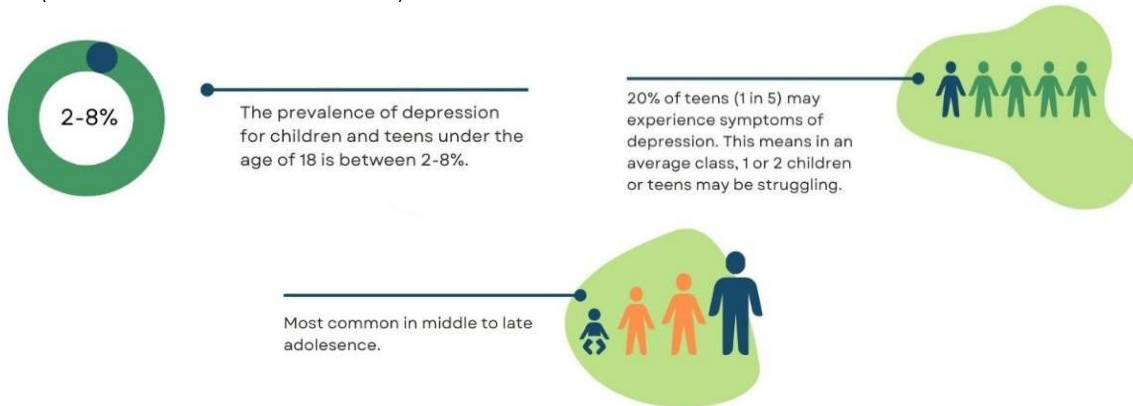 2-8%
The prevalence of depression
for children and teens under the
age of 18 is between 2-8%.
20% of teens (1 in 5) may
experience symptoms of
depression. This means in an
average class, 1 or 2 children
or teens may be struggling.
Most common in middle to late
adolesence.